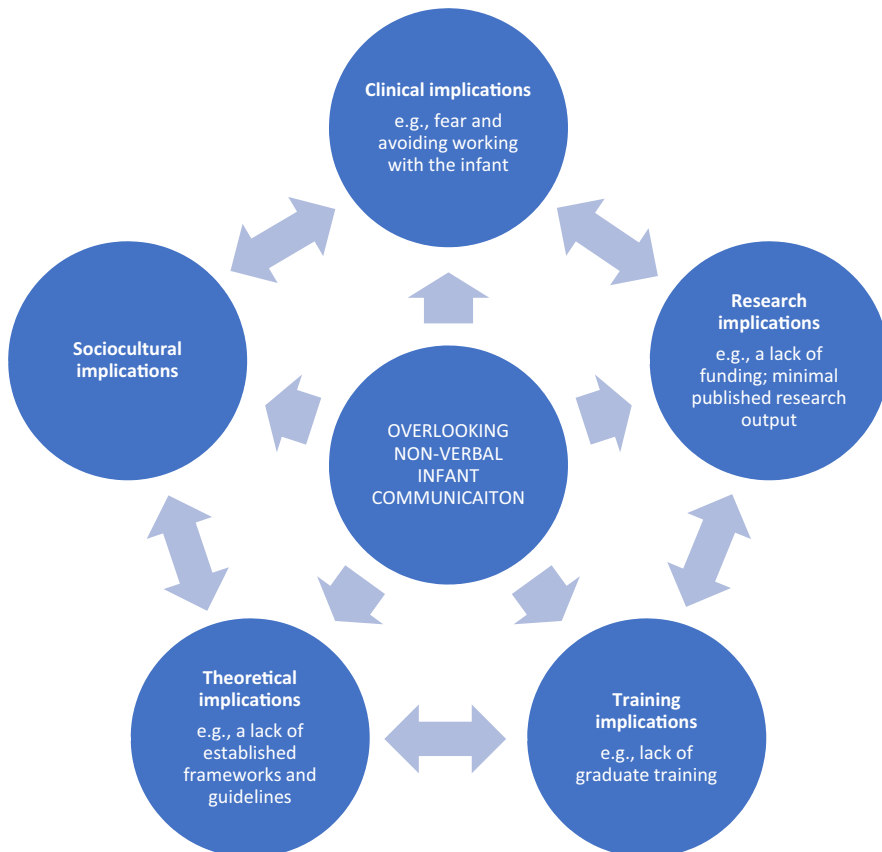 Clinical implications
e.g., fear and
avoiding working
with the infant
Research
implications
e.g., a lack of
funding; minimal
published research
output
Sociocultural
implications
OVERLOOKING
NON-VERBAL
INFANT
COMMUNICAITON
Theoretical
implications
e.g., a lack of
established
frameworks and
guidelines
Training
implications
e.g., lack of
graduate training